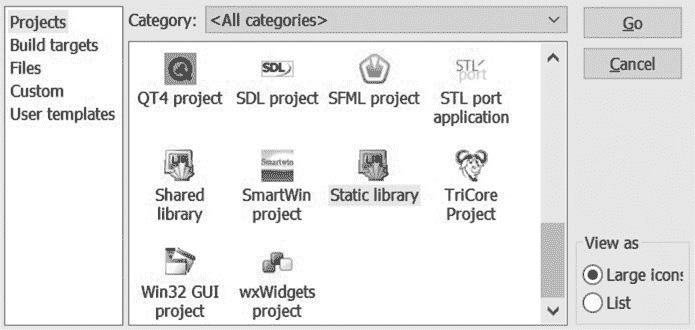 Projects
Build targets
Files
Custom
User templates
Category: <All categories>
Go
Cancel
QT4 project
SDL
SDL project
SFML project
STL
port
STL port
application
LIB
Shared
library
Smartwin
SmartWin
project
LIB
Static library
TriCore
Project
Win32 GUI
project
wxWidgets
project
View as
Large icons
List